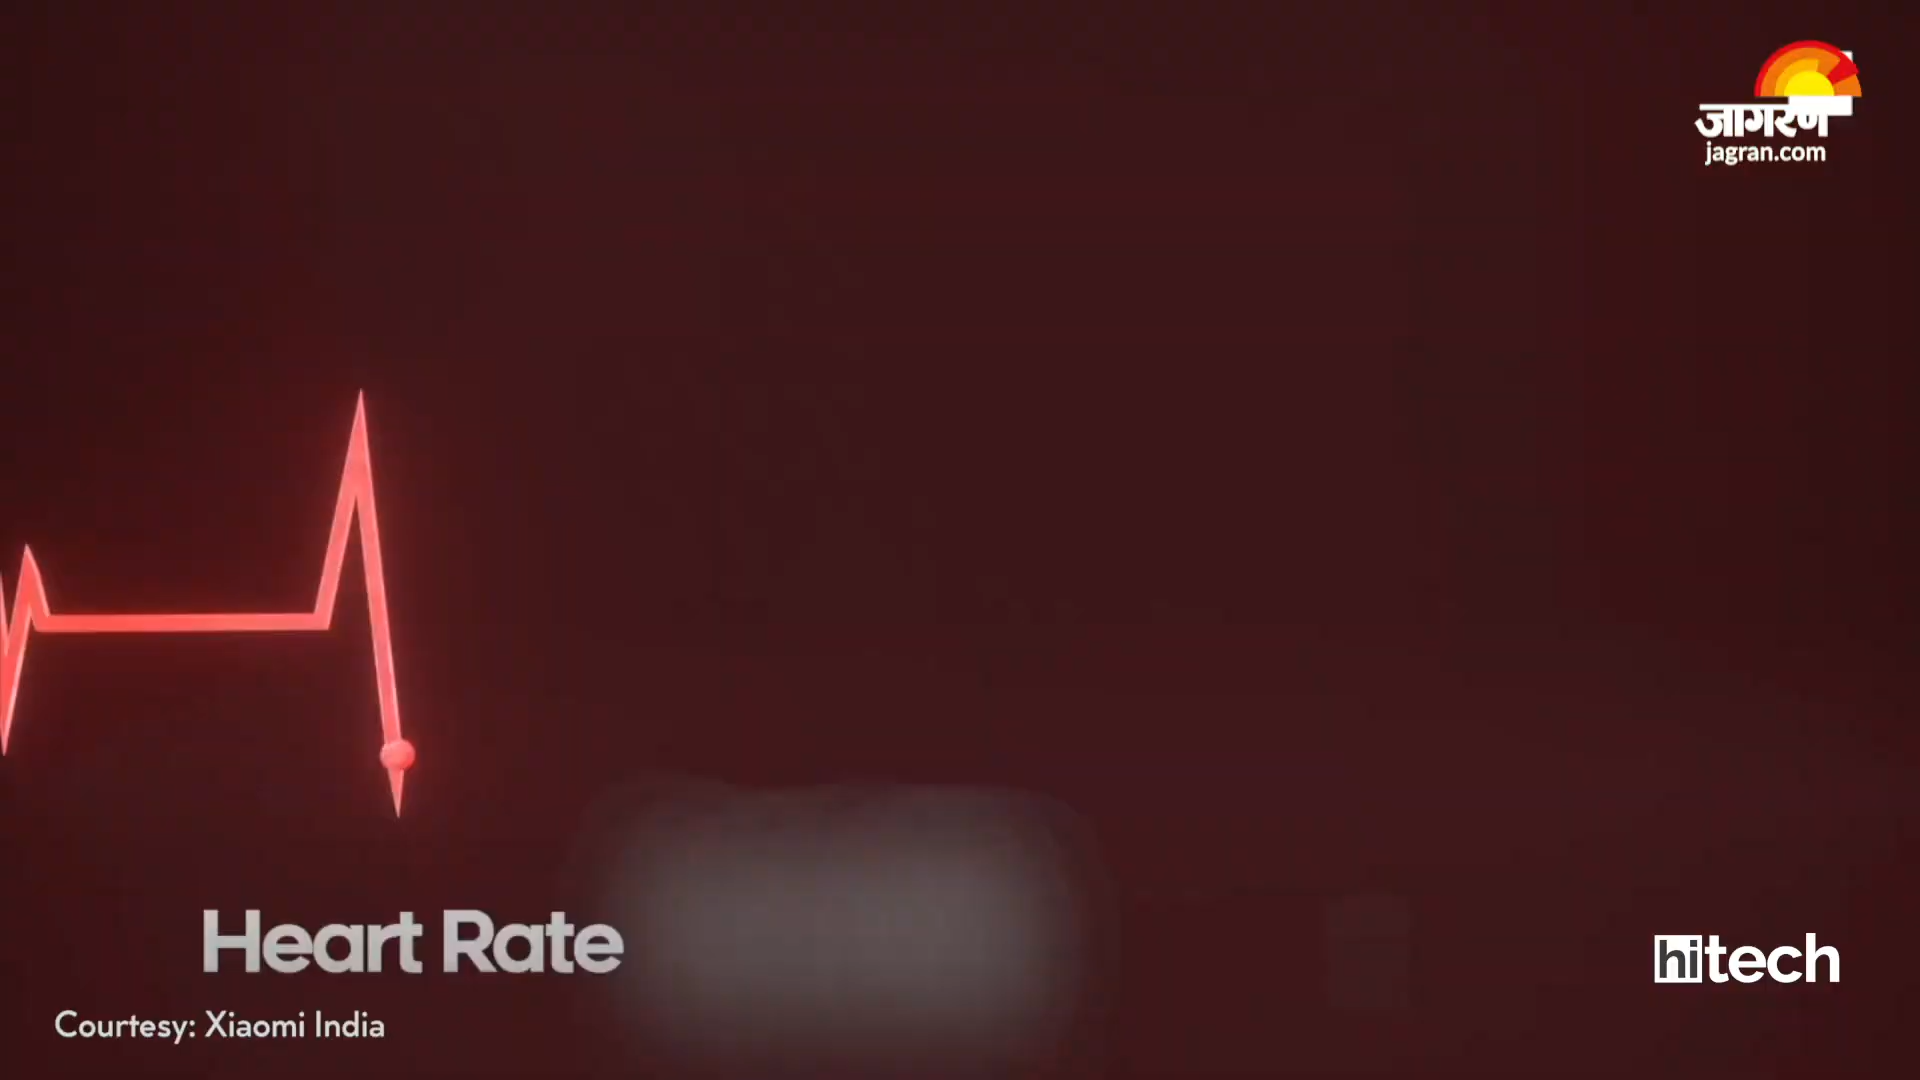 जागरण
jagran.com
Heart Rate
hitech
Courtesy: Xiaomi India